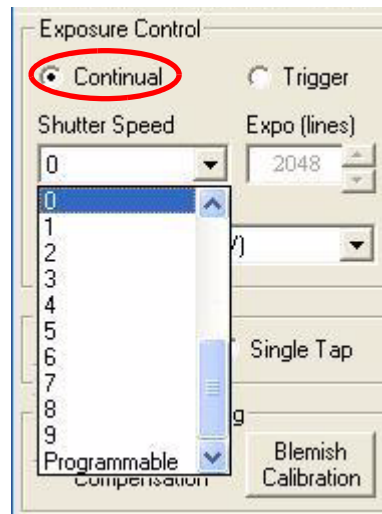 Exposure Control
Continual Trigger
Shutter Speed Expo (lines)
0 2048
0
1
2
/)
3
4
5
6 Single Tap
7
8
9 g
Programmable
Compensation
Blemish
Calibration